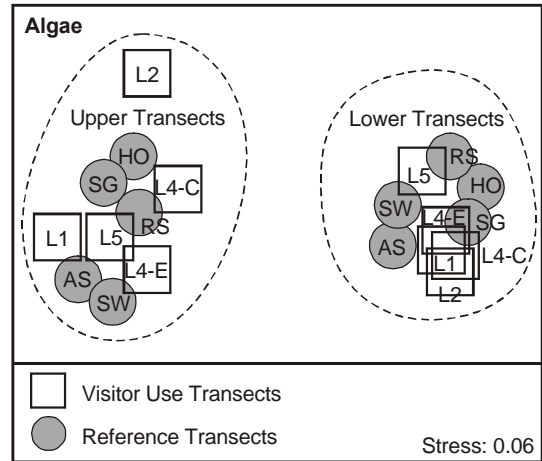 Algae
L2
Upper Transects
HO
SG
L4-C
RS
L1
L5
L4-E
AS
SW
Lower Transects
RS
L5
HO
SW
L4-E
SG
AS
L1
L4-C
L2
Visitor Use Transects
Reference Transects
Stress: 0.06